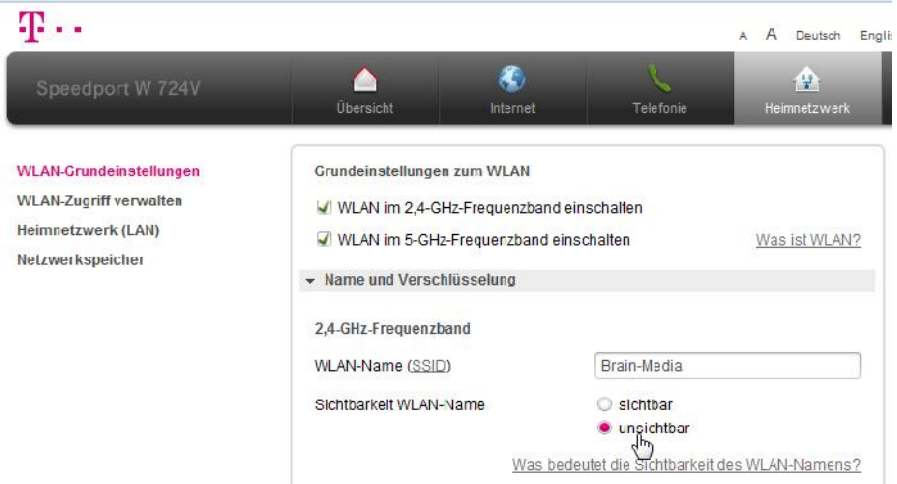 T··
A A Deutsch Englis
Speedport W 724V
Übersicht Internet Telefonie Heimnetzwerk
WLAN-Grundeinstellungen
WLAN-Zugriff verwalten
Heimnetzwerk (LAN)
Netzwerkspeicher
Grundeinstellungen zum WLAN
WLAN im 2,4-GHz-Frequenzband einschalten
WLAN im 5-GHz-Frequenzband einschalten Was ist WLAN?
Name und Verschlüsselung
2,4-GHz-Frequenzband
WLAN-Name (SSID) Brain-Media
Sichtbarkeit WLAN-Name sichtbar
unsichtbar
Was bedeutet die Sichtbarkeit des WLAN-Namens?